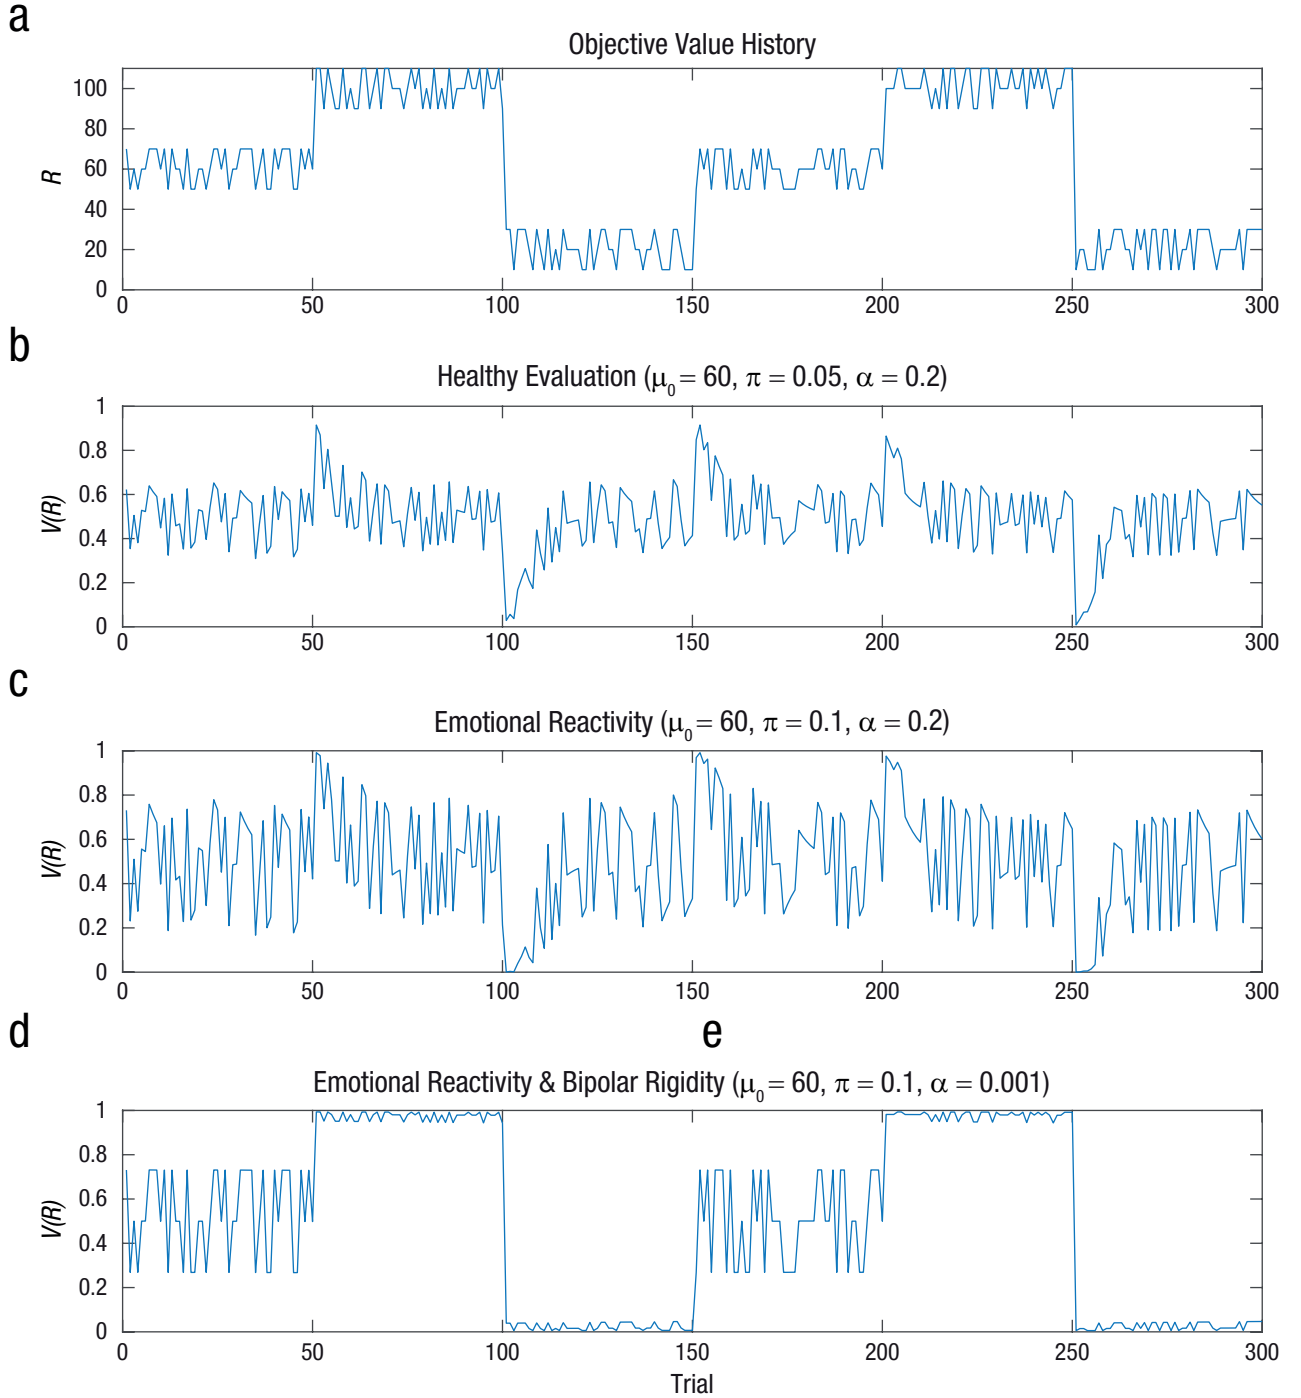 a
Objective Value History
R
100
80
60
40
20
0
0 50 100 150 200 250 300
b
Healthy Evaluation (μ0 = 60, π = 0.05, α = 0.2)
V(R)
1
0.8
0.6
0.4
0.2
0
0 50 100 150 200 250 300
c
Emotional Reactivity (μ0 = 60, π = 0.1, α = 0.2)
V(R)
1
0.8
0.6
0.4
0.2
0
0 50 100 150 200 250 300
d e
Emotional Reactivity & Bipolar Rigidity (μ0 = 60, π = 0.1, α = 0.001)
V(R)
1
0.8
0.6
0.4
0.2
0
0 50 100 150 200 250 300
Trial